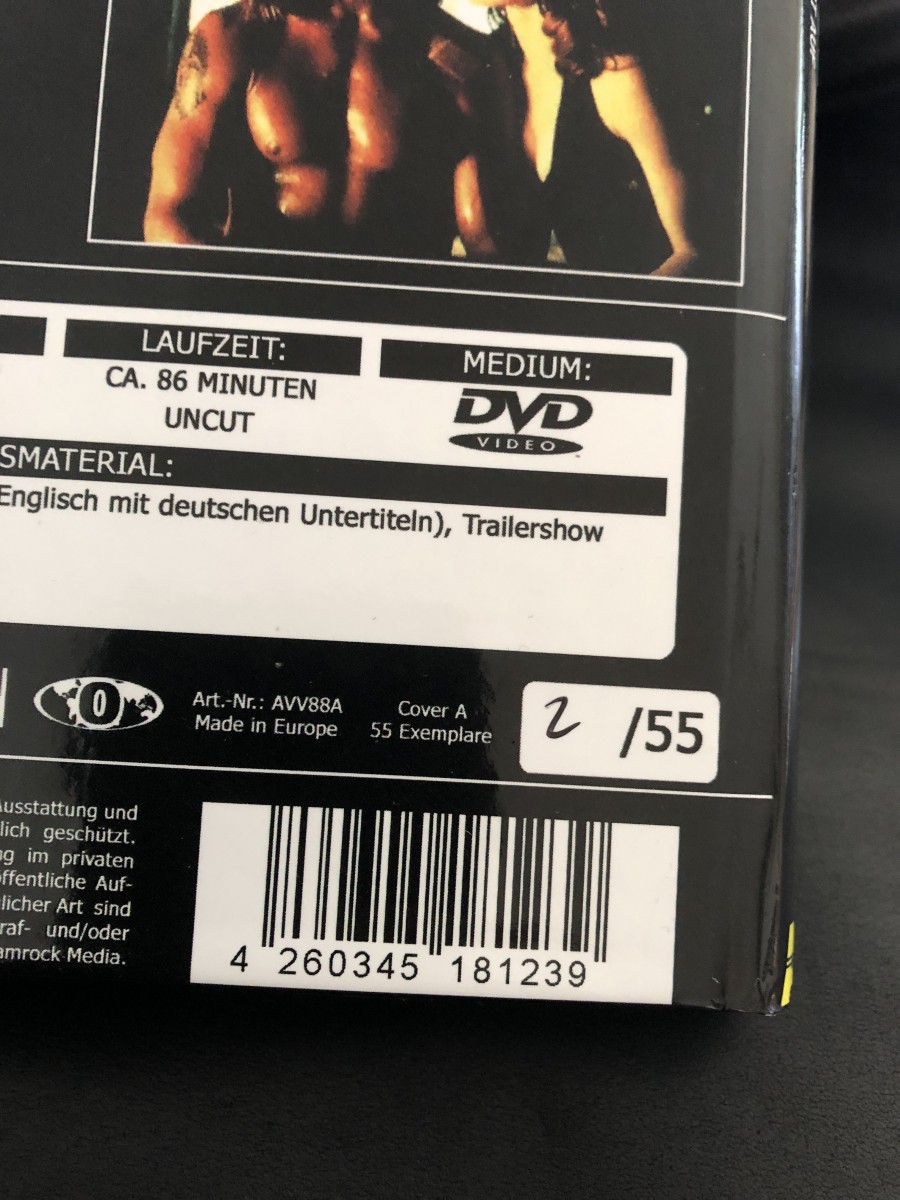 LAUFZEIT:
CA. 86 MINUTEN
UNCUT
MEDIUM:
DVD
VIDEO
SMATERIAL:
Englisch mit deutschen Untertiteln), Trailershow
0
Art.-Nr.: AVV88A
Made in Europe
Cover A
55 Exemplare
2 /55
Ausstattung und
lich geschützt.
ng im privaten
ffentliche Auf-
licher Art sind
raf- und/oder
amrock Media.
4 260345 181239